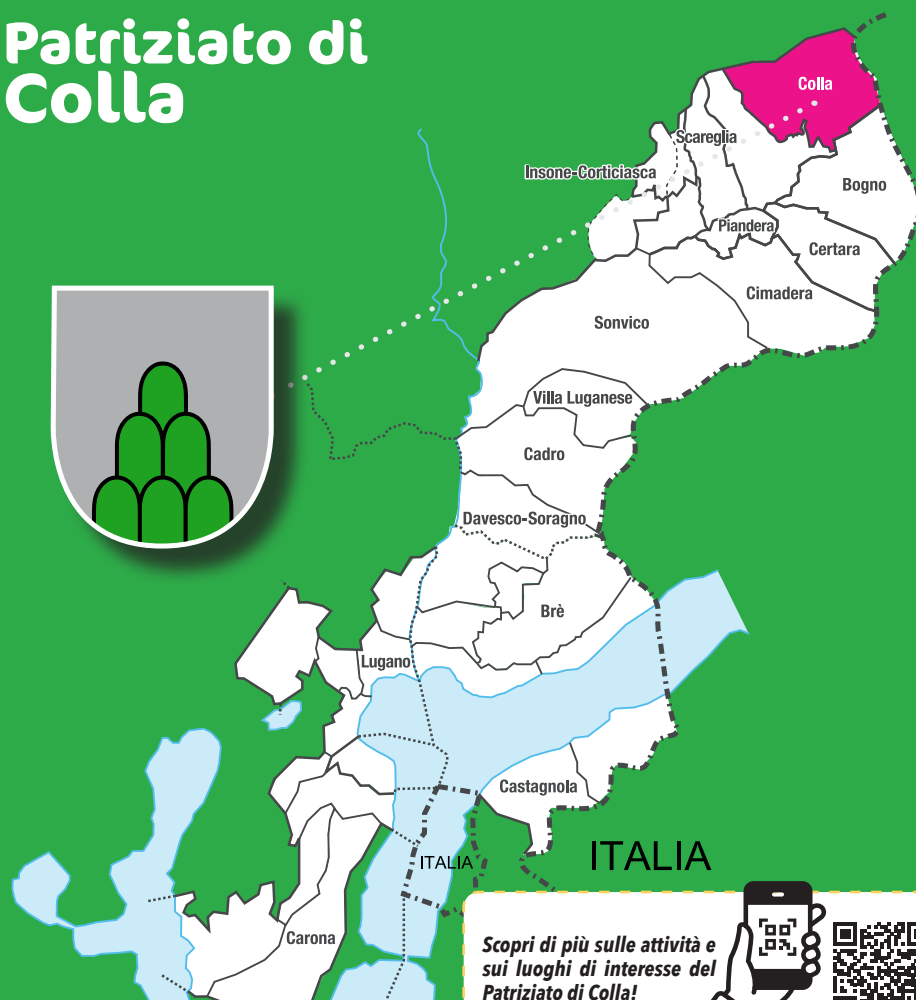 Patriziato di
Colla
Colla
Scareglia
Insone-Corticiasca
Bogno
Piandera
Certara
Cimadera
Sonvico
Villa Luganese
Cadro
Davesco-Soragno
Brè
Lugano
Castagnola
ITALIA
ITALIA
Carona
Scopri di più sulle attività e
sui luoghi di interesse del
Patriziato di Colla!